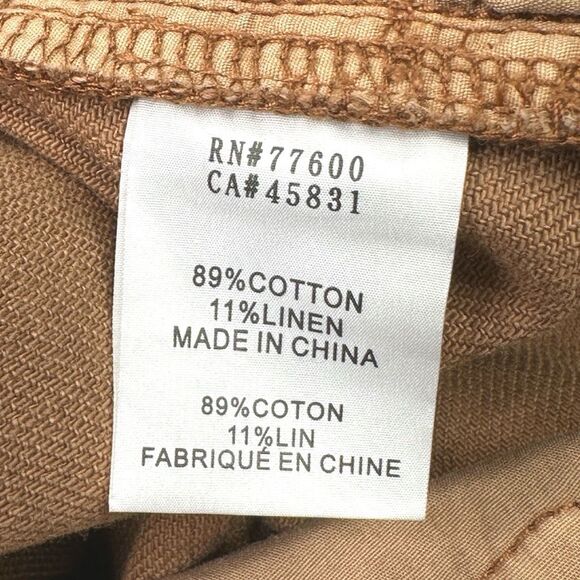 RN#77600
CA#45831
89%COTTON
11%LINEN
MADE IN CHINA
89%COTON
11%LIN
FABRIQUÉ EN CHINE